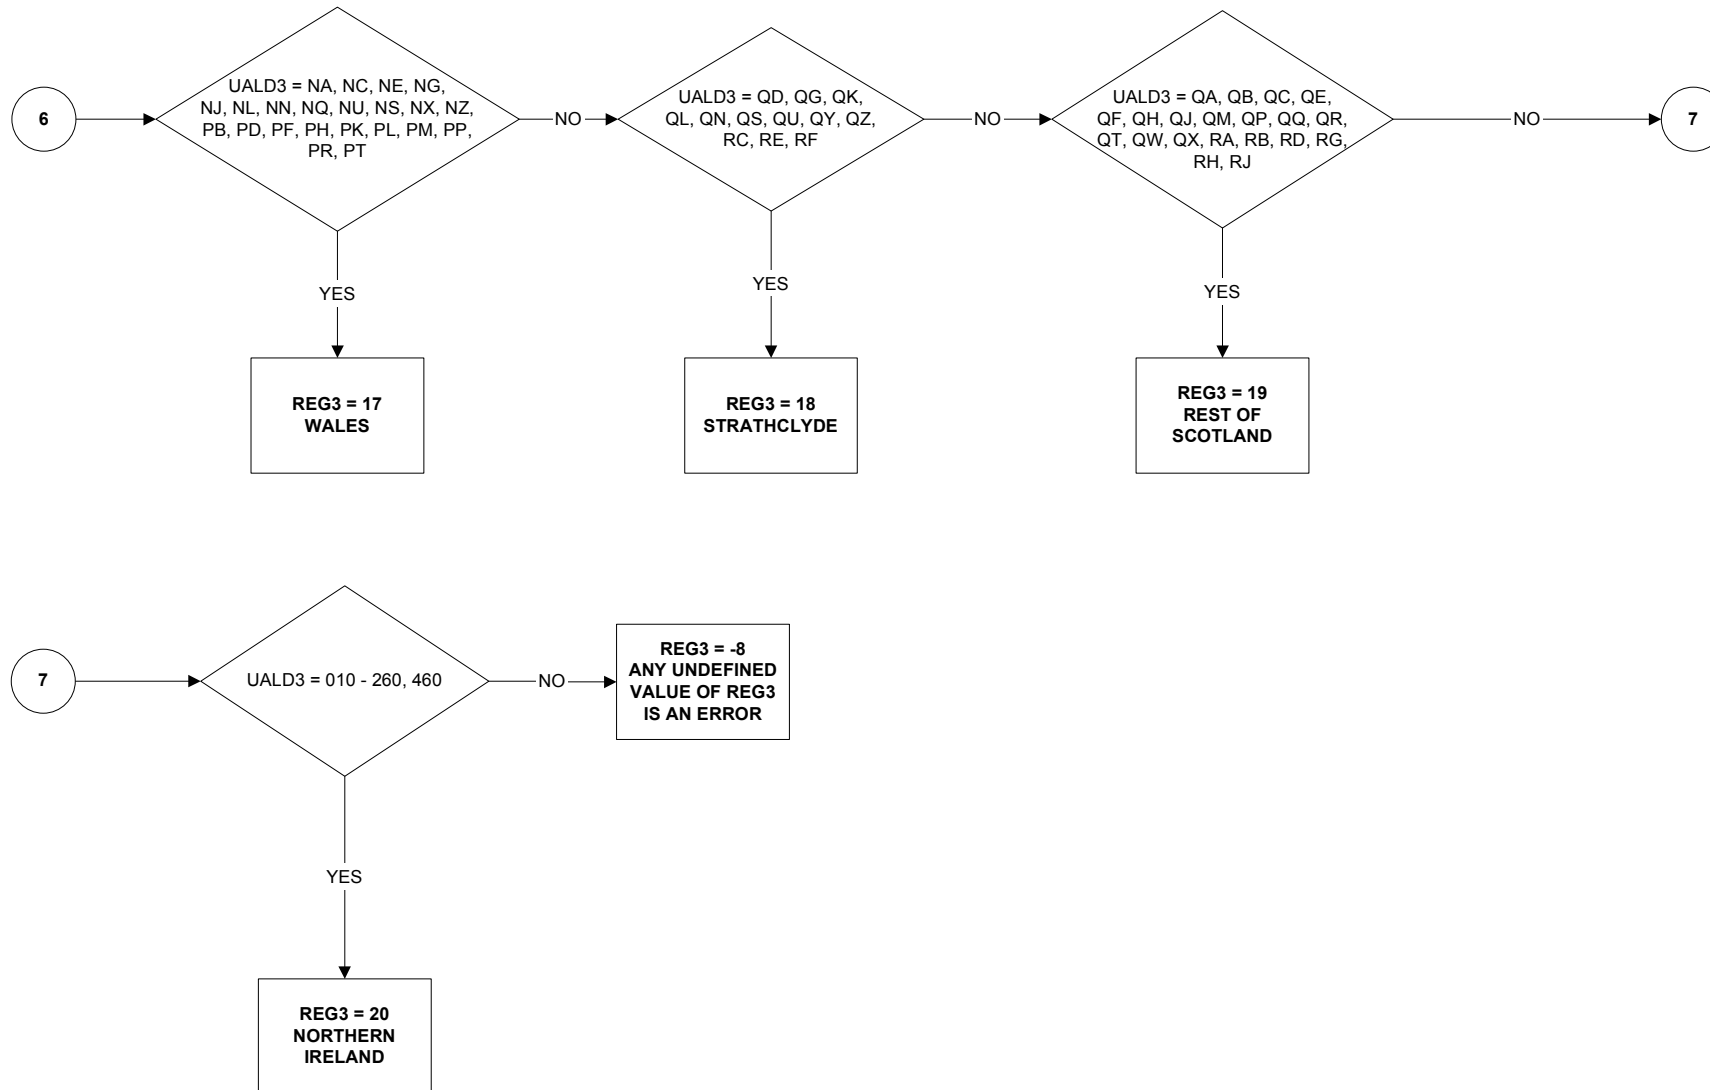 6
UALD3 = NA, NC, NE, NG,
NJ, NL, NN, NQ, NU, NS, NX, NZ,
PB, PD, PF, PH, PK, PL, PM, PP,
PR, PT
NO
UALD3 = QD, QG, QK,
QL, QN, QS, QU, QY, QZ,
RC, RE, RF
NO
UALD3 = QA, QB, QC, QE,
QF, QH, QJ, QM, QP, QQ, QR,
QT, QW, QX, RA, RB, RD, RG,
RH, RJ
NO
7
YES
YES
YES
REG3 = 17
WALES
REG3 = 18
STRATHCLYDE
REG3 = 19
REST OF
SCOTLAND
7
UALD3 = 010 - 260, 460
NO
REG3 = -8
ANY UNDEFINED
VALUE OF REG3
IS AN ERROR
YES
REG3 = 20
NORTHERN
IRELAND